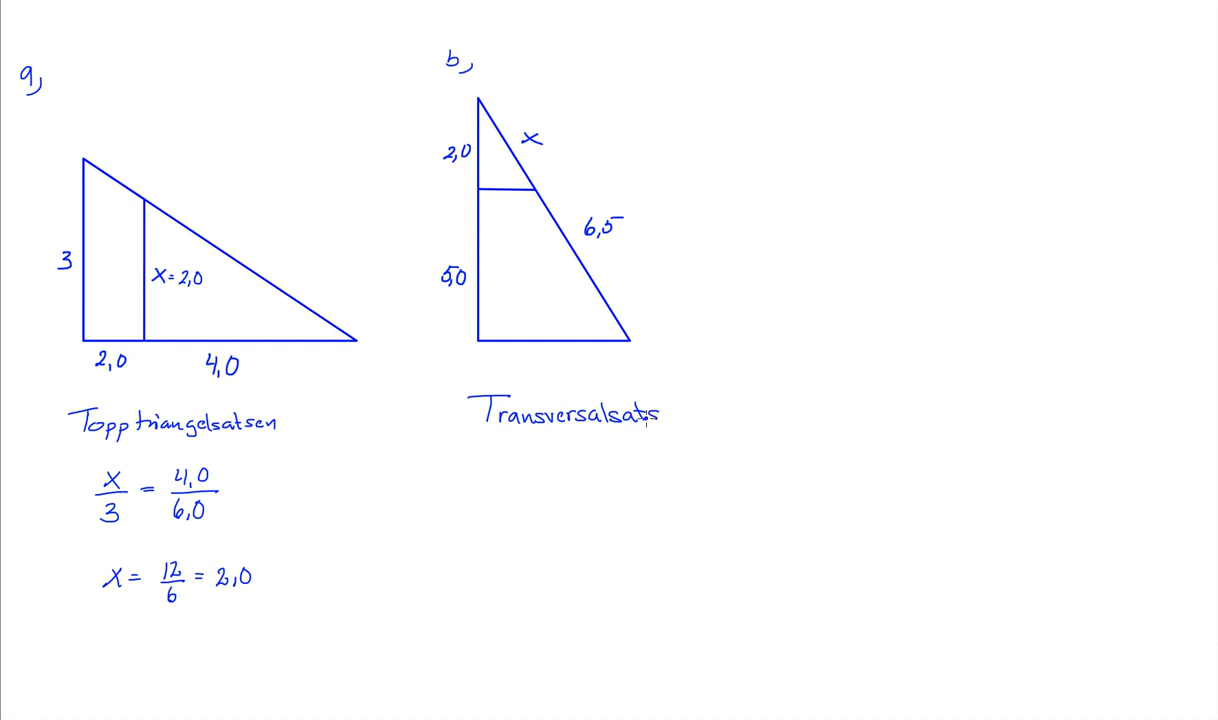 a)
3
x=2,0
2,0
4,0
Topptriangelsatsen
x/3 = 4,0/6,0
x = 12/6 = 2,0
b)
2,0
x
6,5
5,0
Transversalsats